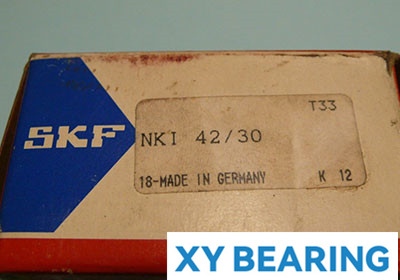 T33
SKF
NKI 42/30
18-MADE IN GERMANY K 12
XY BEARING